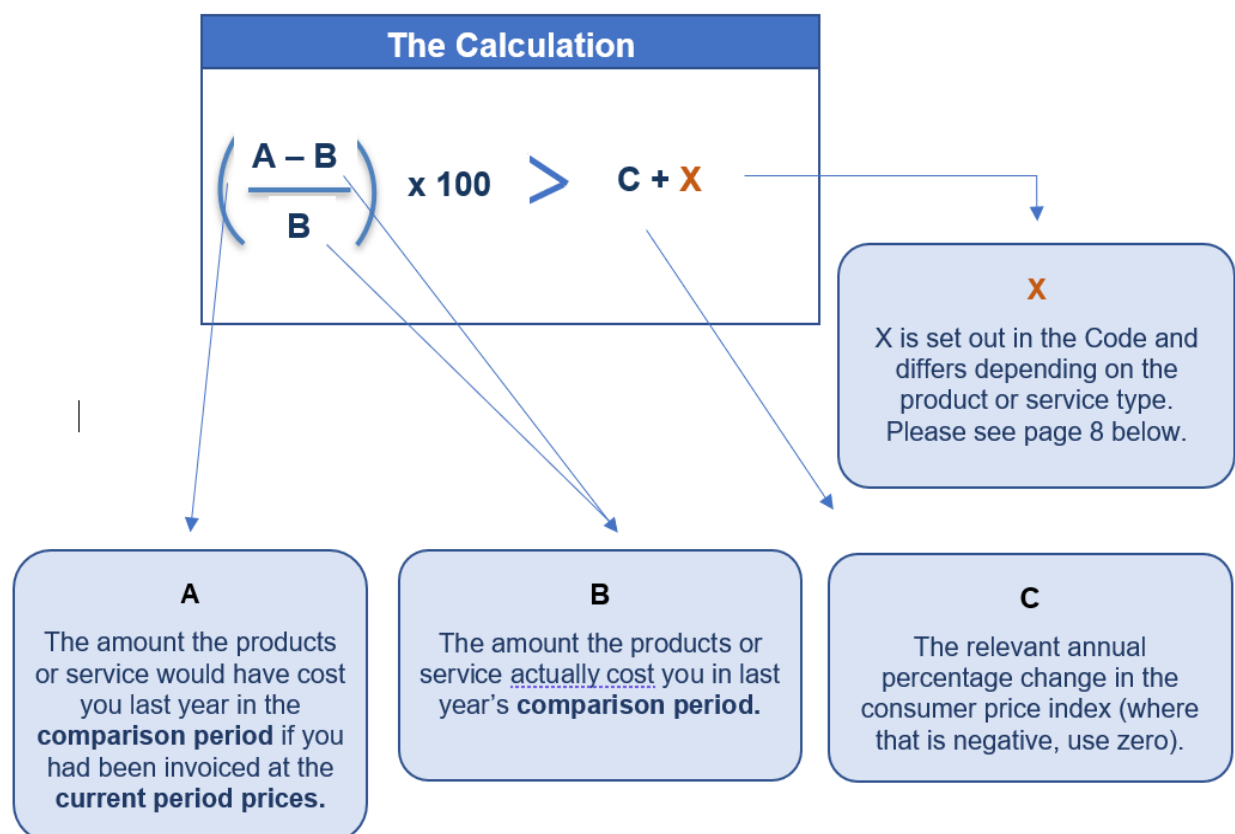 The Calculation
A – B
B
x 100
>
C + X
X
X is set out in the Code and
differs depending on the
product or service type.
Please see page 8 below.
A
The amount the products
or service would have cost
you last year in the
comparison period if you
had been invoiced at the
current period prices.
B
The amount the products or
service actually cost you in last
year’s comparison period.
C
The relevant annual
percentage change in the
consumer price index (where
that is negative, use zero).